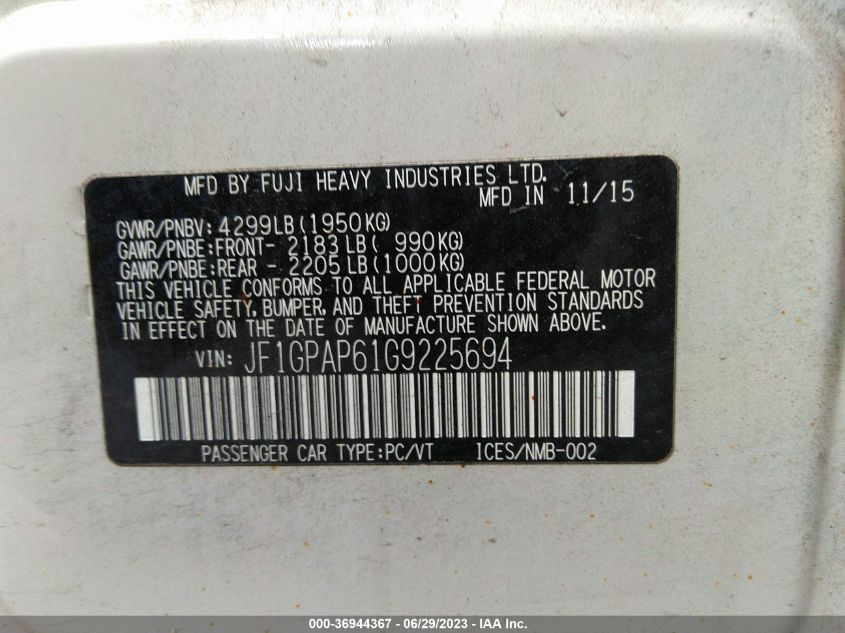 MFD BY FUJI HEAVY INDUSTRIES LTD.
MFD IN 11/15
GVWR/PNBV: 4299LB (1950KG)
GAWR/PNBE: FRONT- 2183 LB ( 990KG)
GAWR/PNBE: REAR - 2205 LB (1000KG)
THIS VEHICLE CONFORMS TO ALL APPLICABLE FEDERAL MOTOR
VEHICLE SAFETY, BUMPER, AND THEFT PREVENTION STANDARDS
IN EFFECT ON THE DATE OF MANUFACTURE SHOWN ABOVE.
VIN: JF1GPAP61G9225694
PASSENGER CAR TYPE:PC/VT ICES/NMB-002
000-36944367 - 06/29/2023 - IAA Inc.